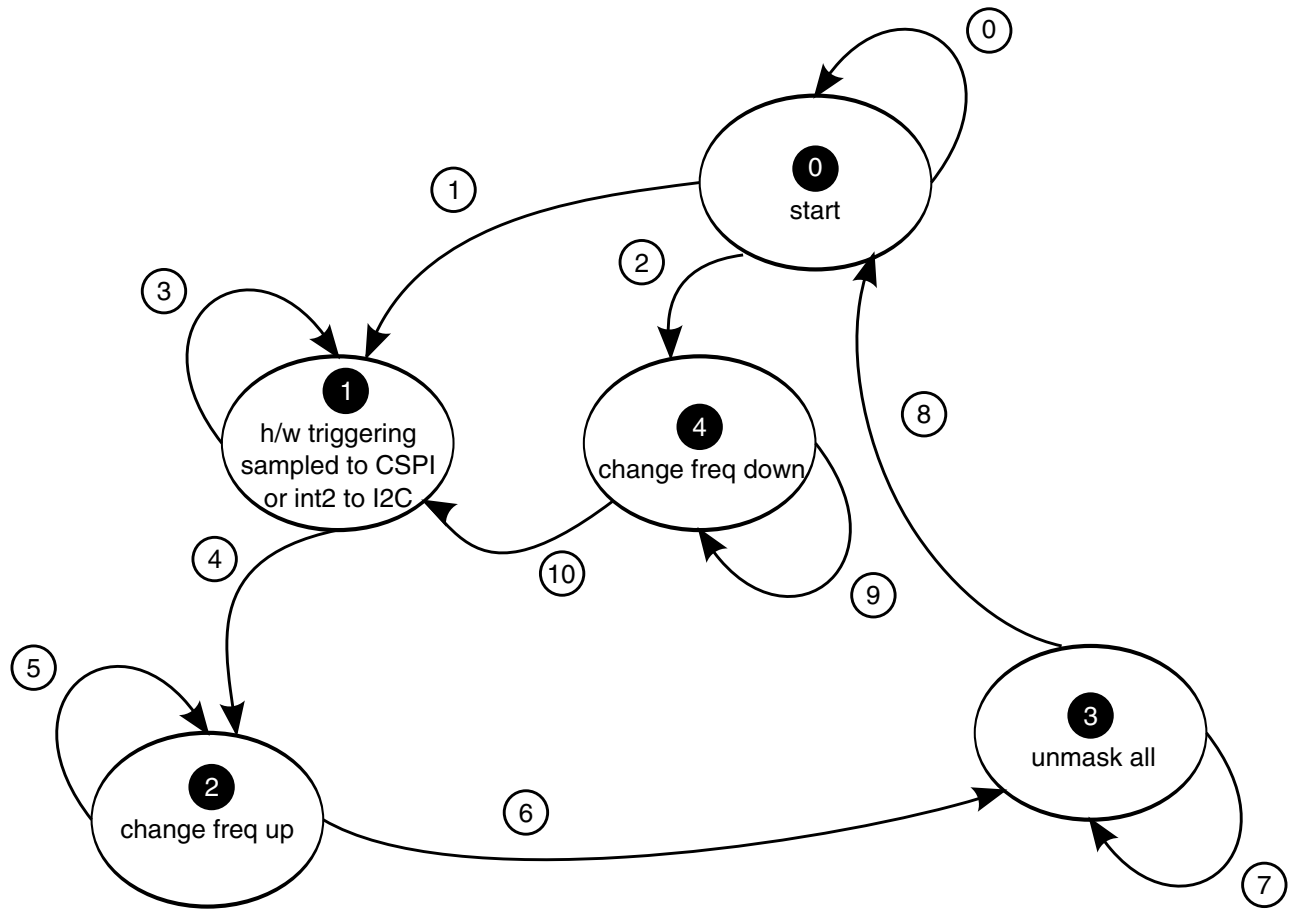 0
0
start
1
2
3
1
h/w triggering
sampled to CSPI
or int2 to I2C
4
change freq down
8
4
10
9
5
3
unmask all
2
change freq up
6
7